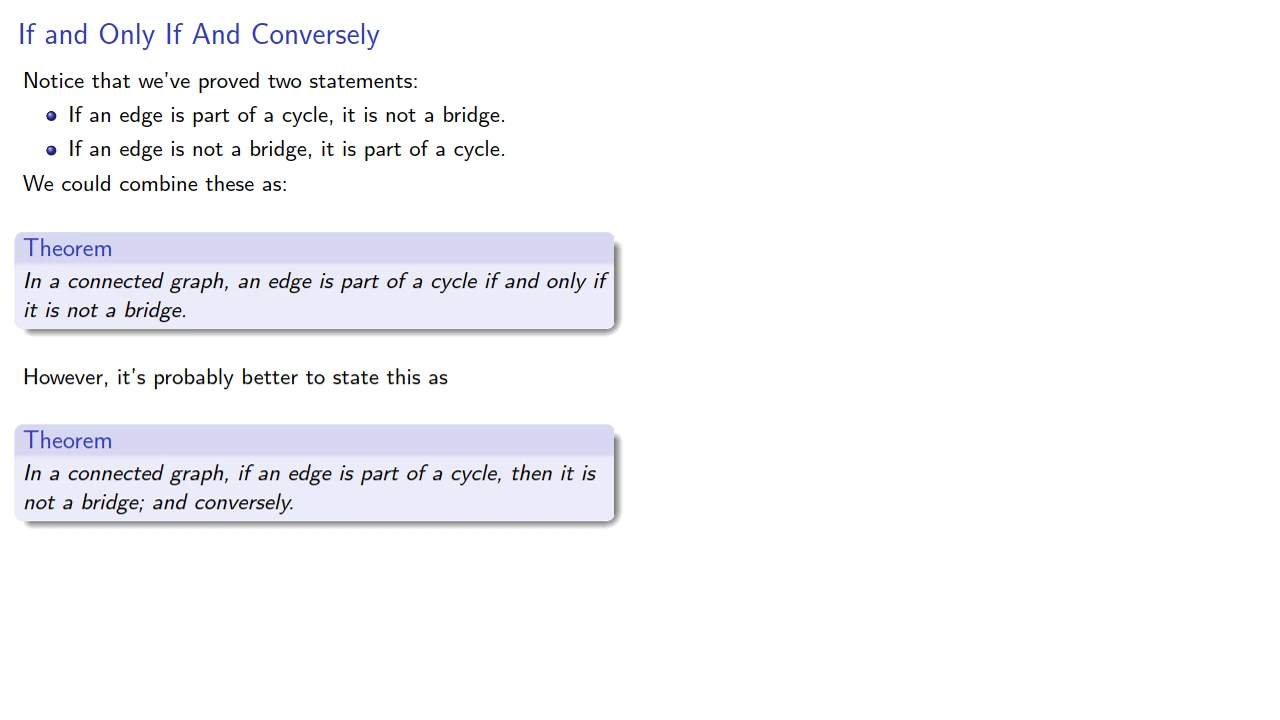 If and Only If And Conversely
Notice that we've proved two statements:
If an edge is part of a cycle, it is not a bridge.
If an edge is not a bridge, it is part of a cycle.
We could combine these as:
Theorem
In a connected graph, an edge is part of a cycle if and only if
it is not a bridge.
However, it's probably better to state this as
Theorem
In a connected graph, if an edge is part of a cycle, then it is
not a bridge; and conversely.